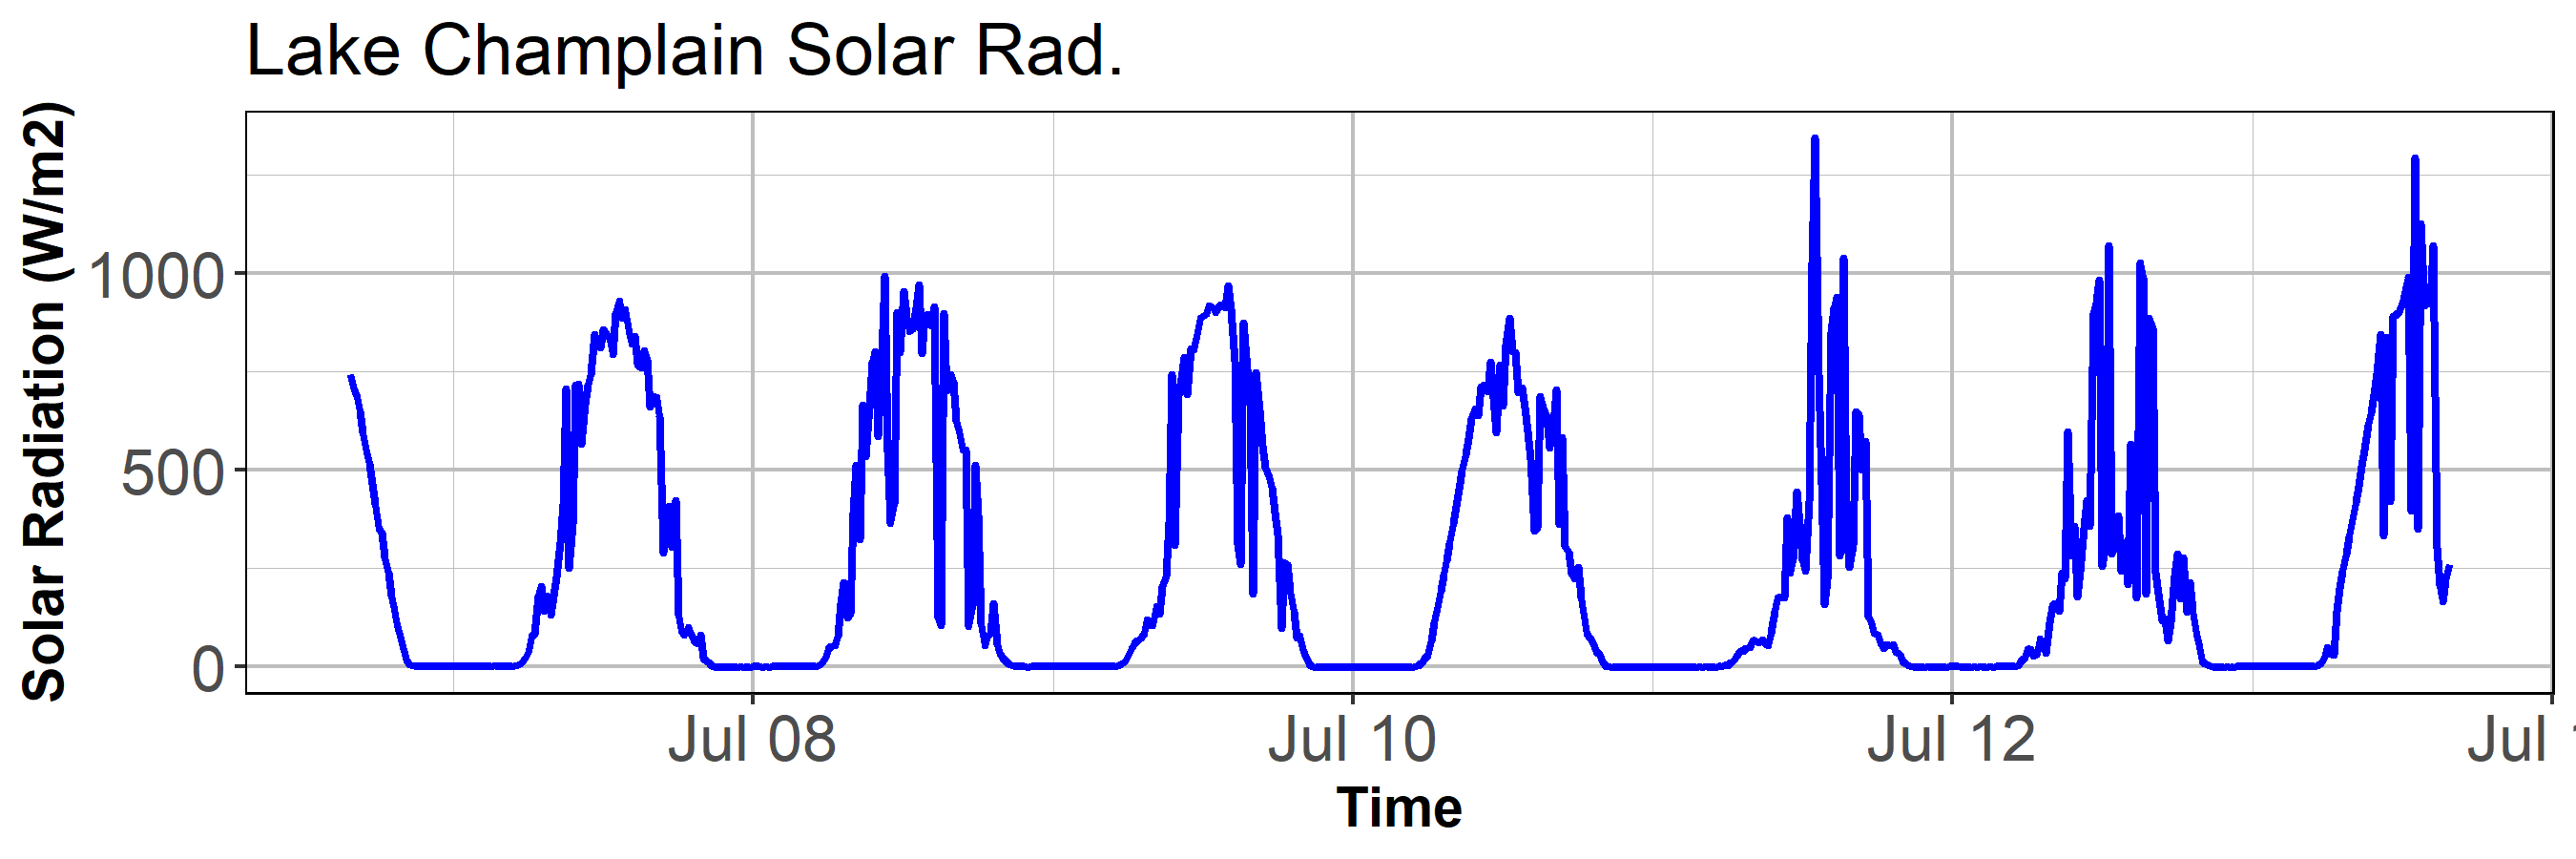 Lake Champlain Solar Rad.
Solar Radiation (W/m2)
1000
500
0
Jul 08 Jul 10 Jul 12 Jul
Time